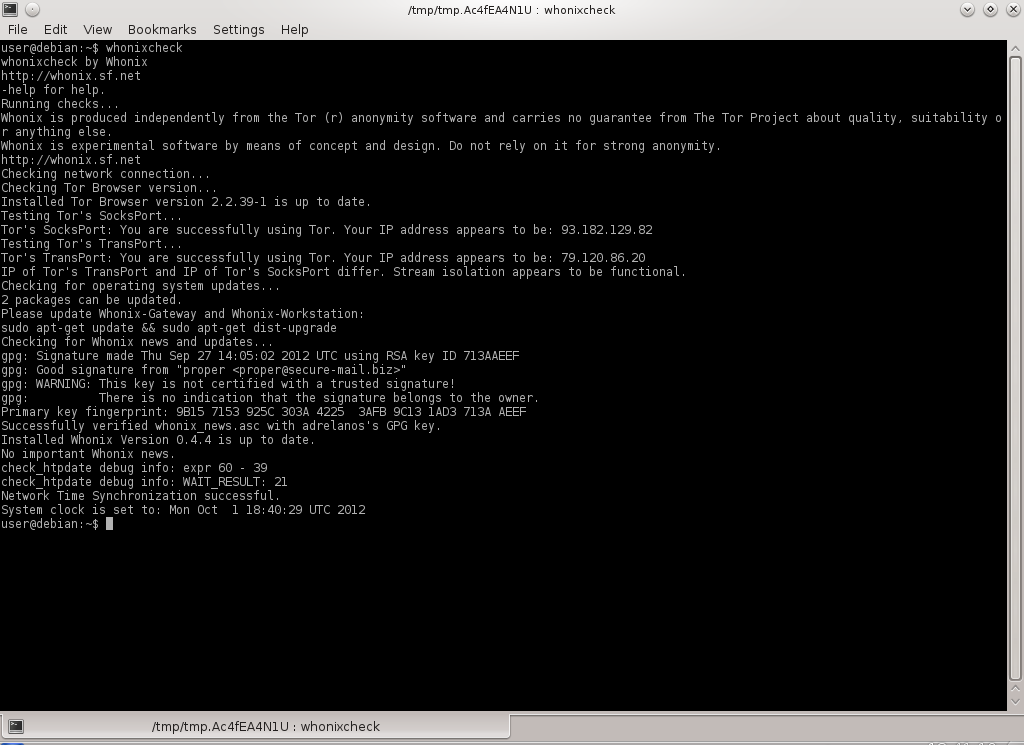 /tmp/tmp.Ac4fEA4N1U : whonixcheck
File Edit View Bookmarks Settings Help
user@debian:~$ whonixcheck
whonixcheck by Whonix
http://whonix.sf.net
-help for help.
Running checks...
Whonix is produced independently from the Tor (r) anonymity software and carries no guarantee from The Tor Project about quality, suitability o
r anything else.
Whonix is experimental software by means of concept and design. Do not rely on it for strong anonymity.
http://whonix.sf.net
Checking network connection...
Checking Tor Browser version...
Installed Tor Browser version 2.2.39-1 is up to date.
Testing Tor's SocksPort...
Tor's SocksPort: You are successfully using Tor. Your IP address appears to be: 93.182.129.82
Testing Tor's TransPort...
Tor's TransPort: You are successfully using Tor. Your IP address appears to be: 79.120.86.20
IP of Tor's TransPort and IP of Tor's SocksPort differ. Stream isolation appears to be functional.
Checking for operating system updates...
2 packages can be updated.
Please update Whonix-Gateway and Whonix-Workstation:
sudo apt-get update && sudo apt-get dist-upgrade
Checking for Whonix news and updates...
gpg: Signature made Thu Sep 27 14:05:02 2012 UTC using RSA key ID 713AAEEF
gpg: Good signature from "proper <proper@secure-mail.biz>"
gpg: WARNING: This key is not certified with a trusted signature!
gpg:          There is no indication that the signature belongs to the owner.
Primary key fingerprint: 9B15 7153 925C 303A 4225  3AFB 9C13 1AD3 713A AEEF
Successfully verified whonix_news.asc with adrelanos's GPG key.
Installed Whonix Version 0.4.4 is up to date.
No important Whonix news.
check_htpdate debug info: expr 60 - 39
check_htpdate debug info: WAIT_RESULT: 21
Network Time Synchronization successful.
System clock is set to: Mon Oct  1 18:40:29 UTC 2012
user@debian:~$
/tmp/tmp.Ac4fEA4N1U : whonixcheck